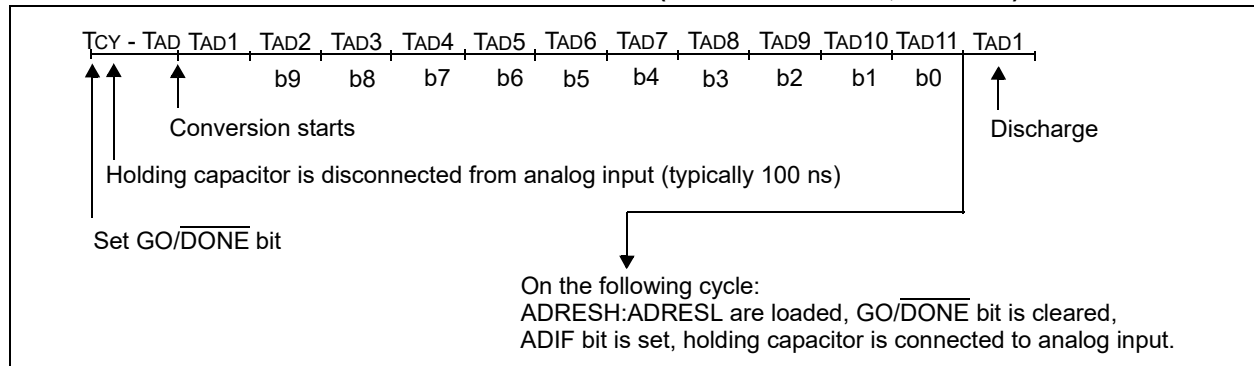 TCY - TAD TAD1 TAD2 TAD3 TAD4 TAD5 TAD6 TAD7 TAD8 TAD9 TAD10 TAD11 TAD1
b9 b8 b7 b6 b5 b4 b3 b2 b1 b0
Conversion starts
Discharge
Holding capacitor is disconnected from analog input (typically 100 ns)
Set GO/DONE bit
On the following cycle:
ADRESH:ADRESL are loaded, GO/DONE bit is cleared,
ADIF bit is set, holding capacitor is connected to analog input.